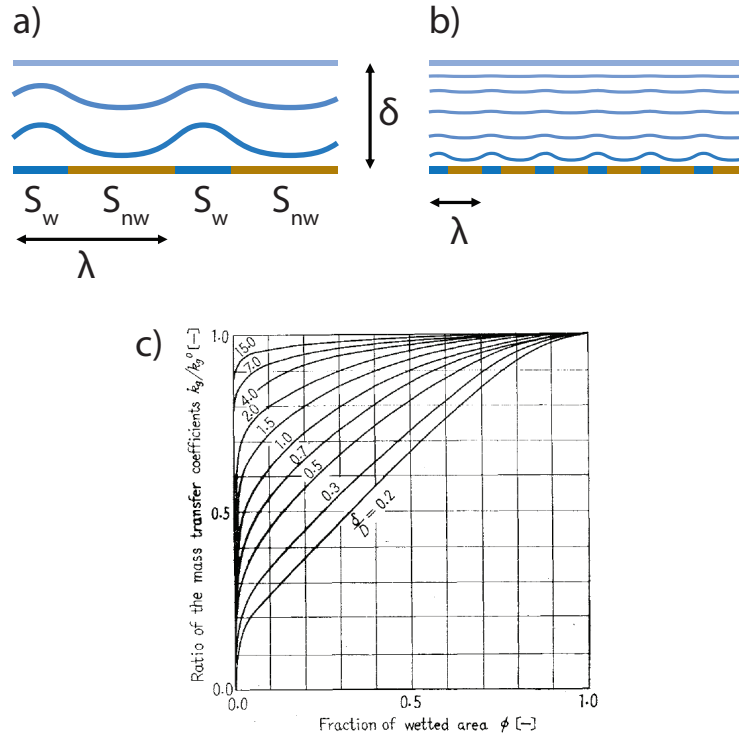 a)
b)
δ
S_w S_nw S_w S_nw
λ
λ
c)
Ratio of the mass transfer coefficients k_g/k_g^0 [-]
1.0
0.5
0.0
15.0
7.0
4.0
2.0
1.5
1.0
0.7
0.5
0.3
δ/D = 0.2
0.0 0.5 1.0
Fraction of wetted area φ [-]